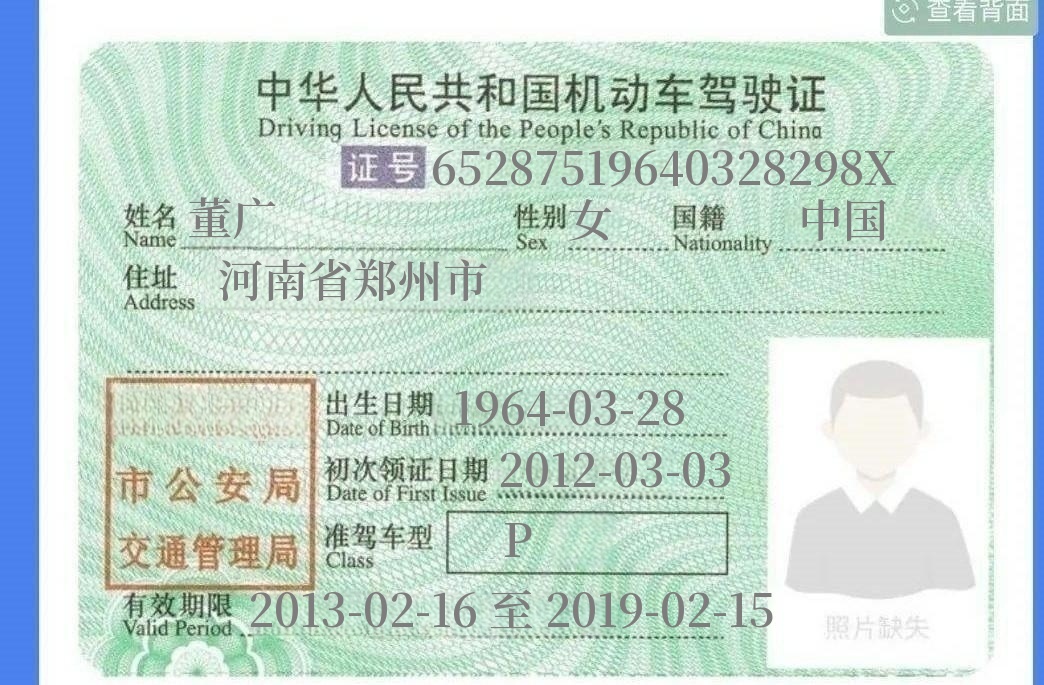 查看背面
中华人民共和国机动车驾驶证
Driving License of the People's Republic of China
证号 65287519640328298X
姓名 董广 性别 女 国籍 中国
Name Sex Nationality
住址 河南省郑州市
Address
出生日期 1964-03-28
Date of Birth
初次领证日期 2012-03-03
Date of First Issue
市公安局
准驾车型 P
Class
交通管理局
有效期限 2013-02-16 至 2019-02-15
Valid Period
照片缺失